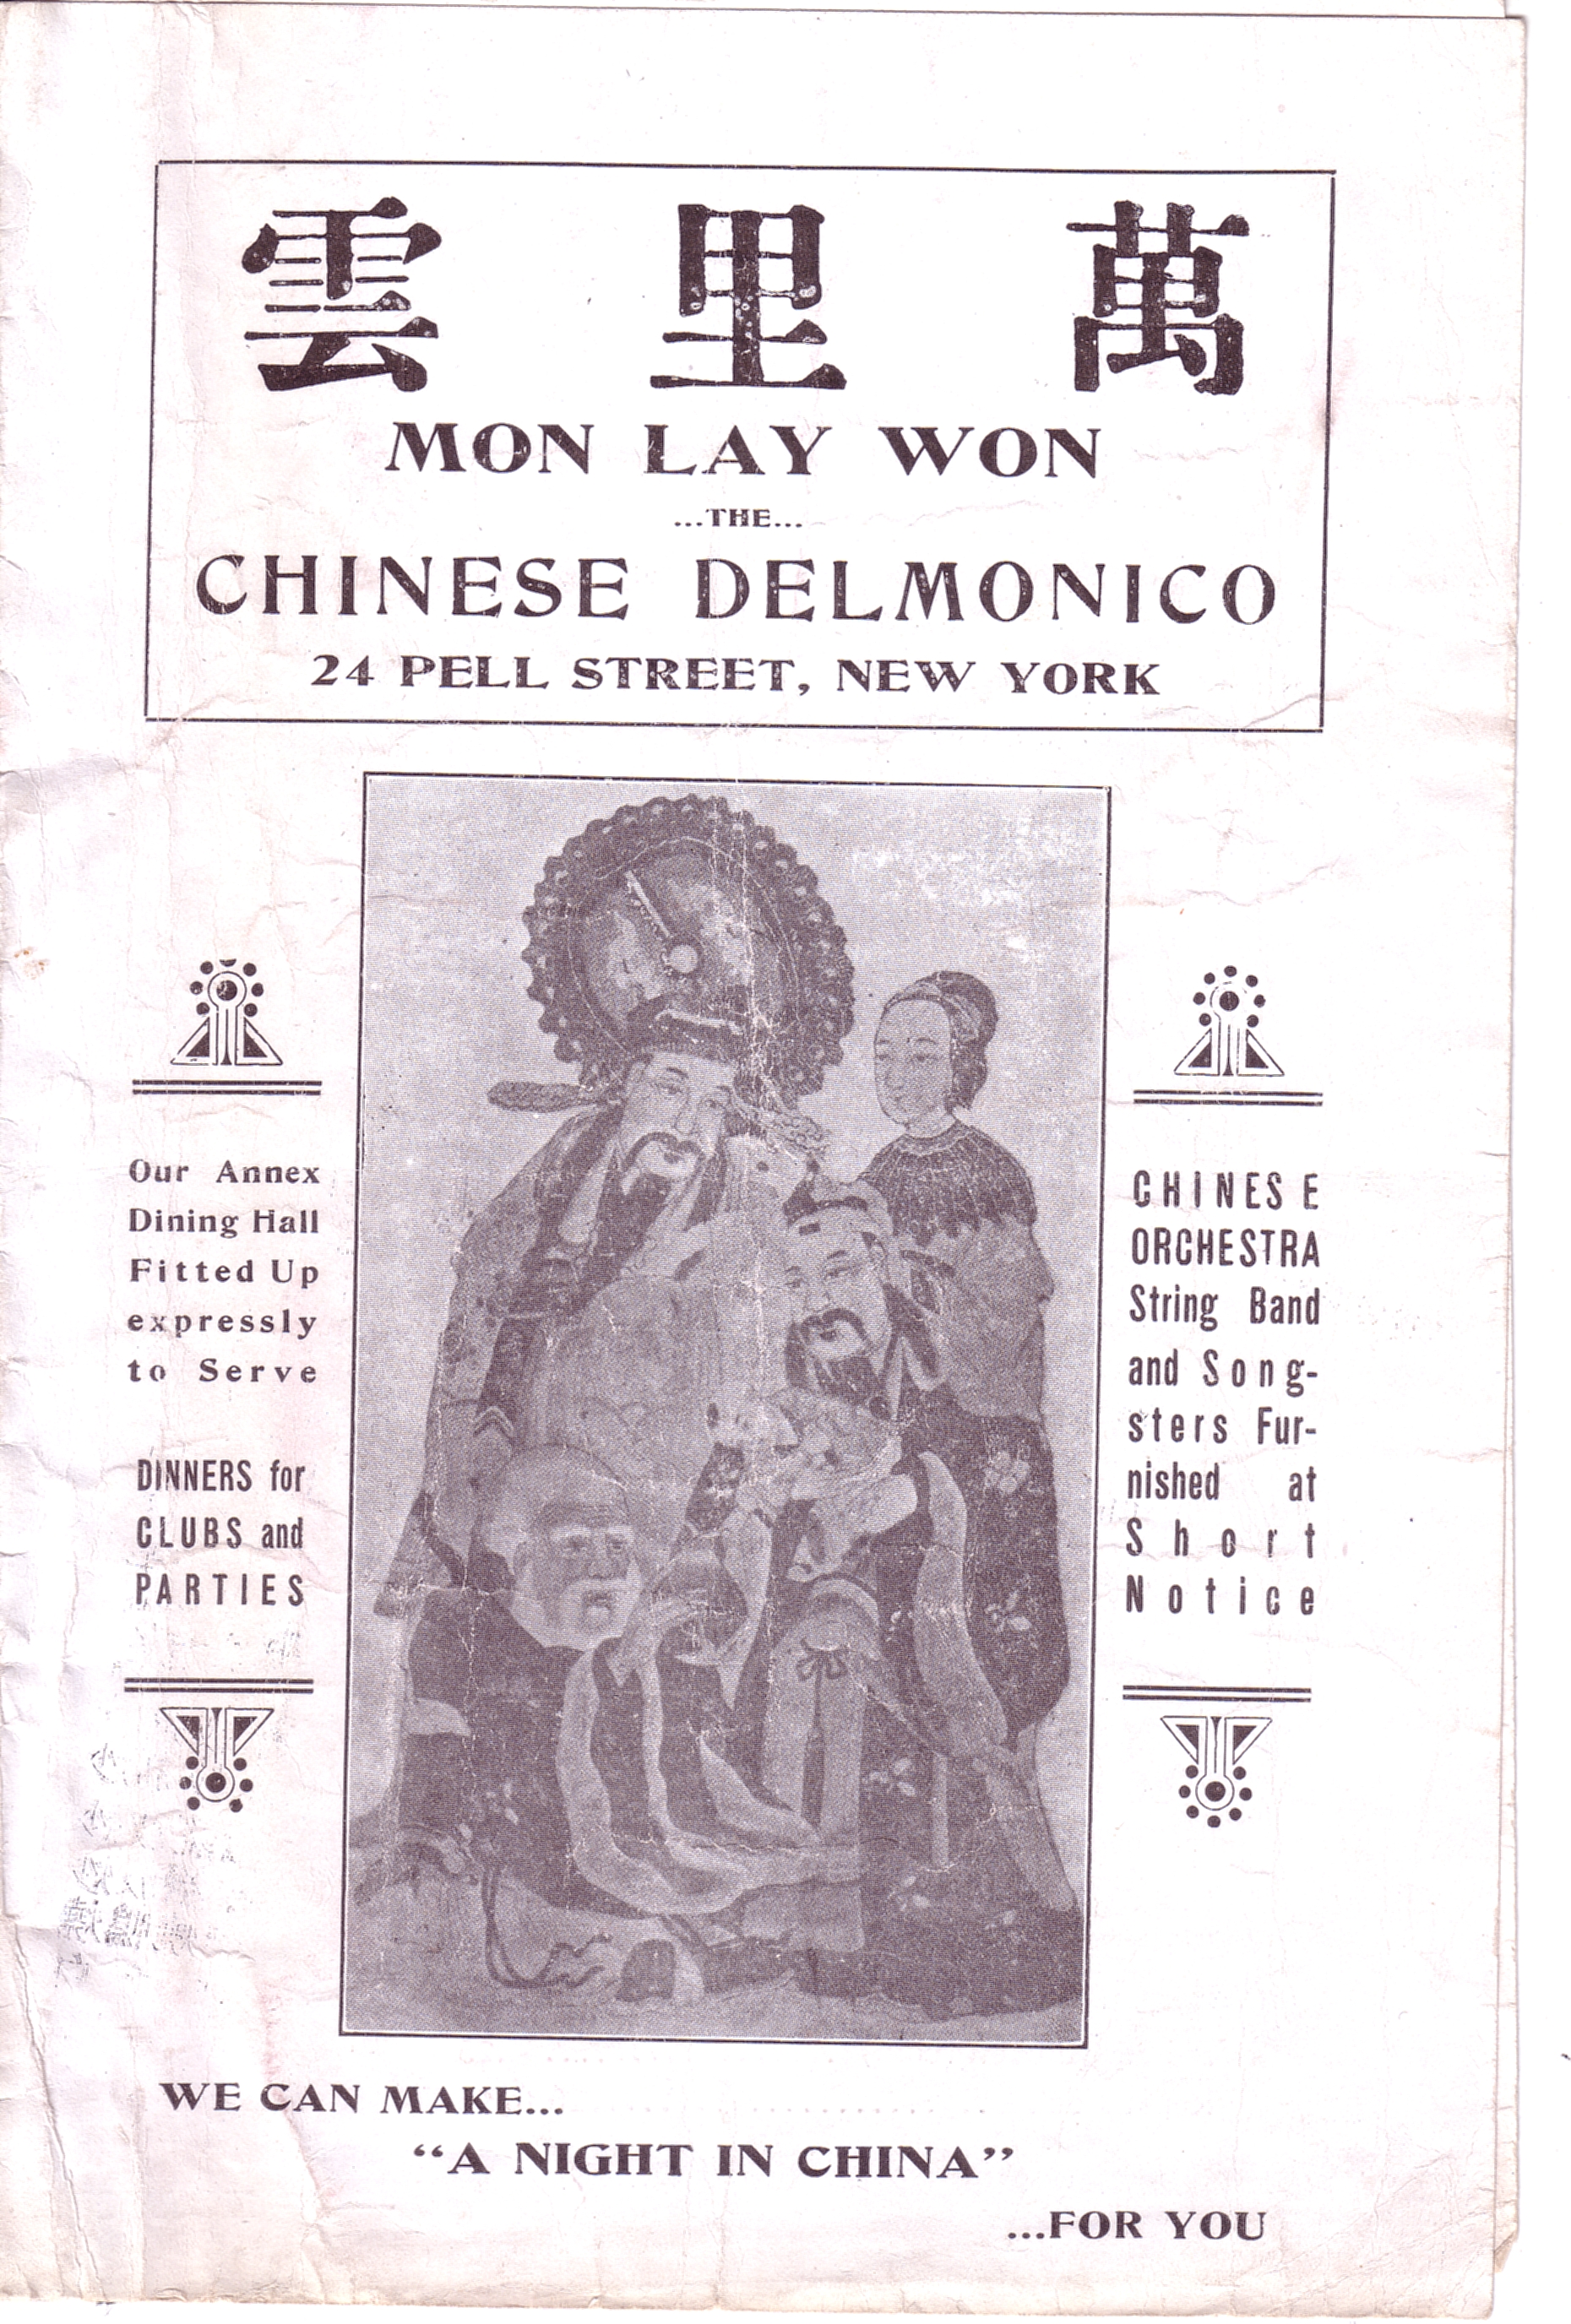 雲里萬
MON LAY WON
...THE...
CHINESE DELMONICO
24 PELL STREET, NEW YORK
Our Annex
Dining Hall
Fitted Up
expressly
to Serve
DINNERS for
CLUBS and
PARTIES
CHINESE
ORCHESTRA
String Band
and Song-
sters Fur-
nished at
Short
Notice
WE CAN MAKE...
“A NIGHT IN CHINA”
...FOR YOU